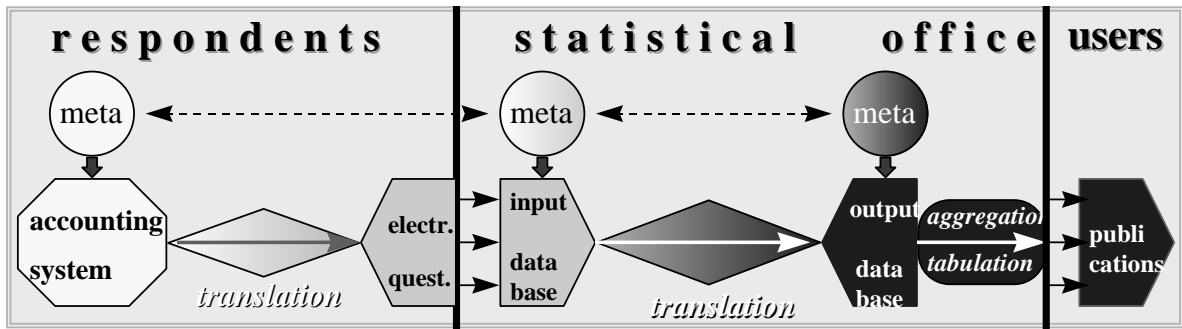 respondents statistical office users
meta meta meta
accounting
system
translation
electr.
quest.
input
data
base
translation
output
data
base
aggregation
tabulation
publi
cations